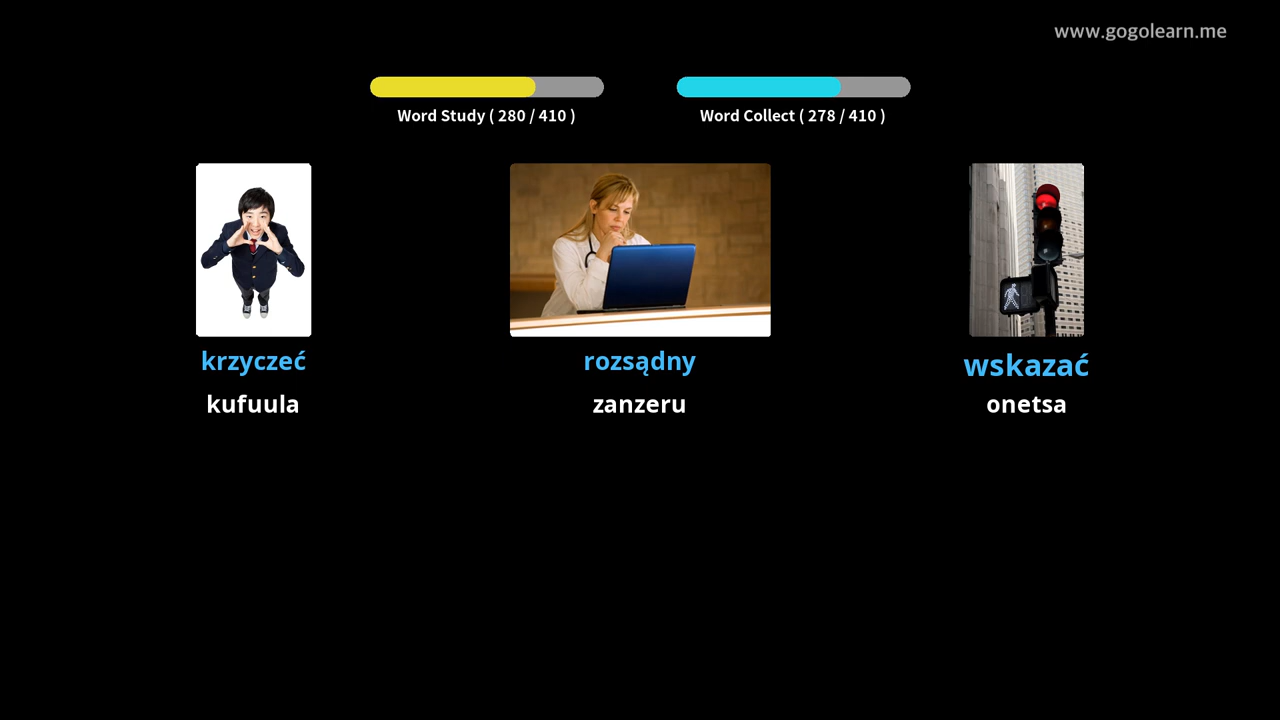 www.gogolearn.me
Word Study ( 280 / 410 )
Word Collect ( 278 / 410 )
krzyczeć
rozsądny
wskazać
kufuula
zanzeru
onetsa